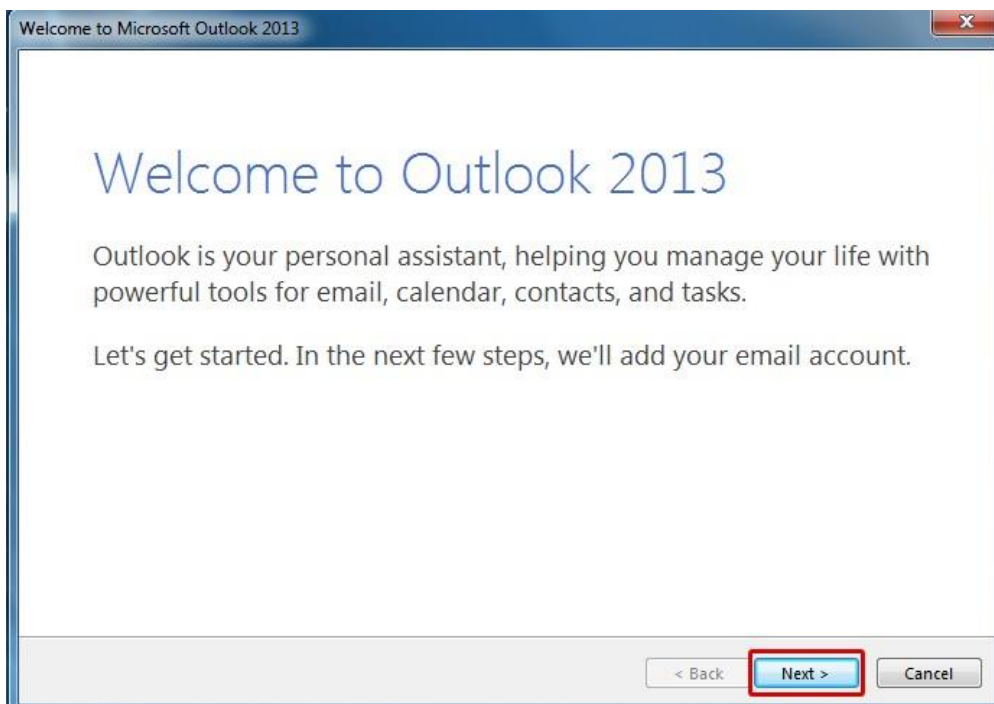 Welcome to Microsoft Outlook 2013
Welcome to Outlook 2013
Outlook is your personal assistant, helping you manage your life with
powerful tools for email, calendar, contacts, and tasks.
Let's get started. In the next few steps, we'll add your email account.
< Back Next > Cancel